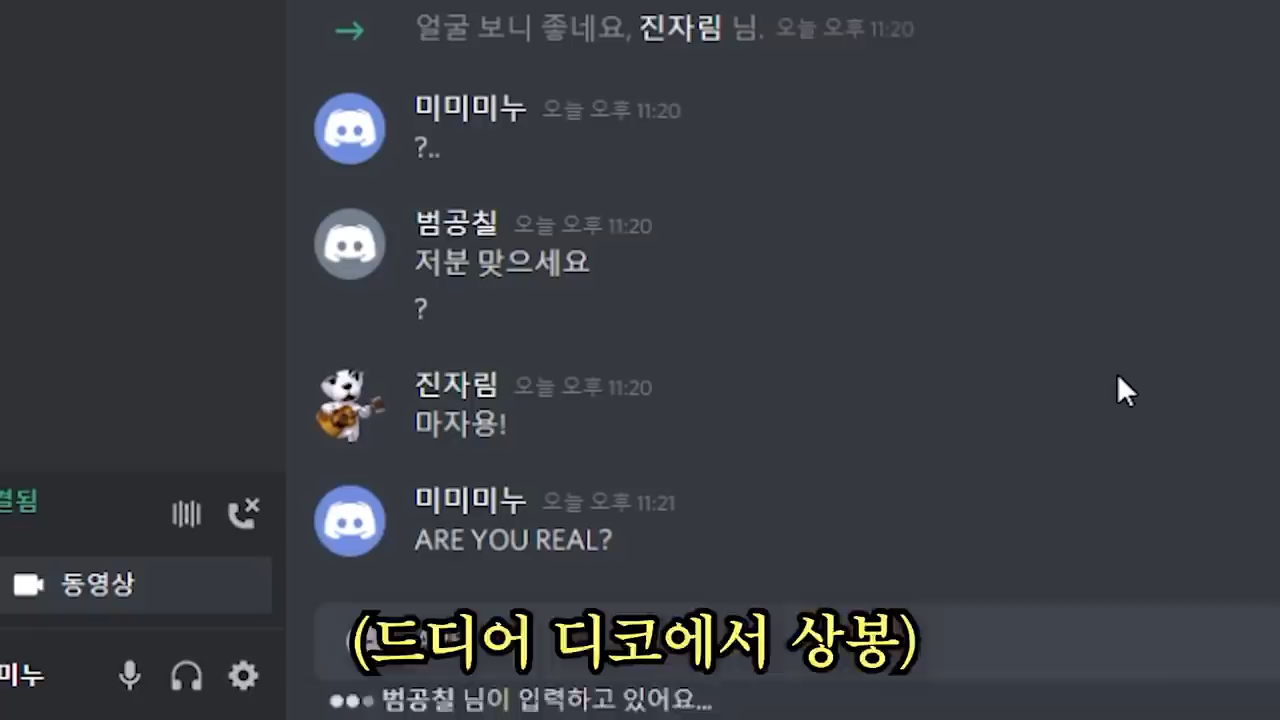 얼굴 보니 좋네요, 진자림 님. 오늘 오후 11:20
미미미누 오늘 오후 11:20
?..
범공칠 오늘 오후 11:20
저분 맞으세요
?
진자림 오늘 오후 11:20
마자용!
미미미누 오늘 오후 11:21
ARE YOU REAL?
결됨
동영상
(드디어 디코에서 상봉)
미누
범공칠 님이 입력하고 있어요...